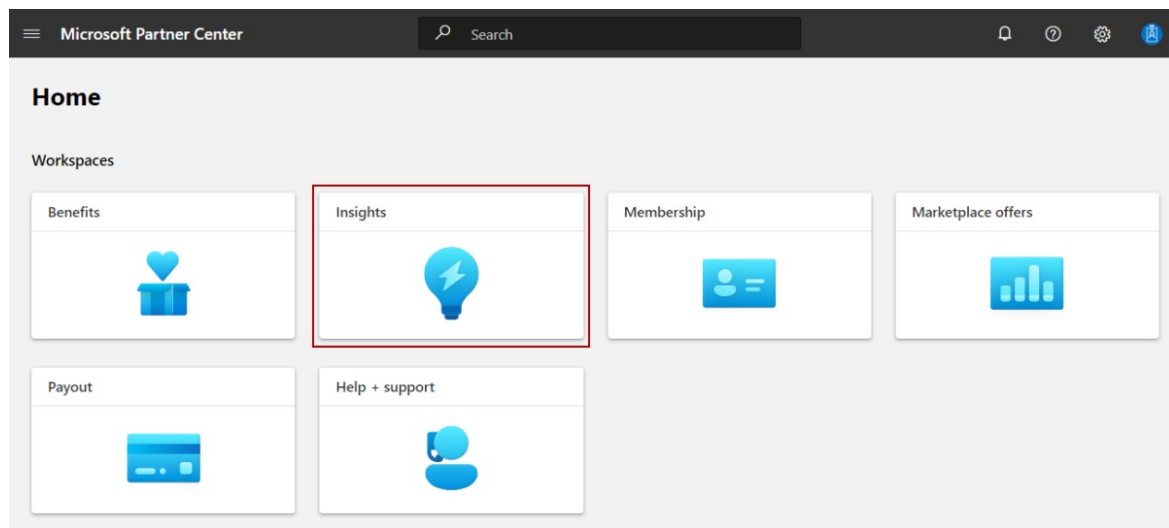 Microsoft Partner Center
Search
Home
Workspaces
Benefits
Insights
Membership
Marketplace offers
Payout
Help + support